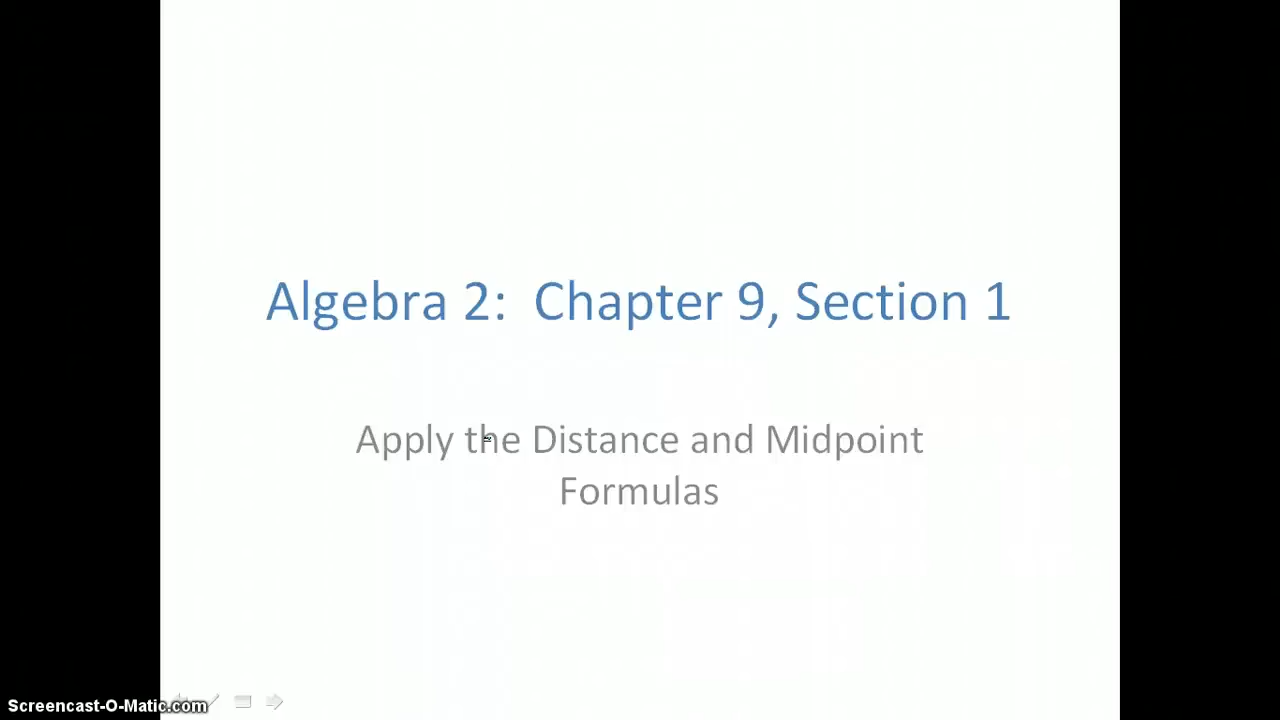 Algebra 2:  Chapter 9, Section 1
Apply the Distance and Midpoint
Formulas
Screencast-O-Matic.com